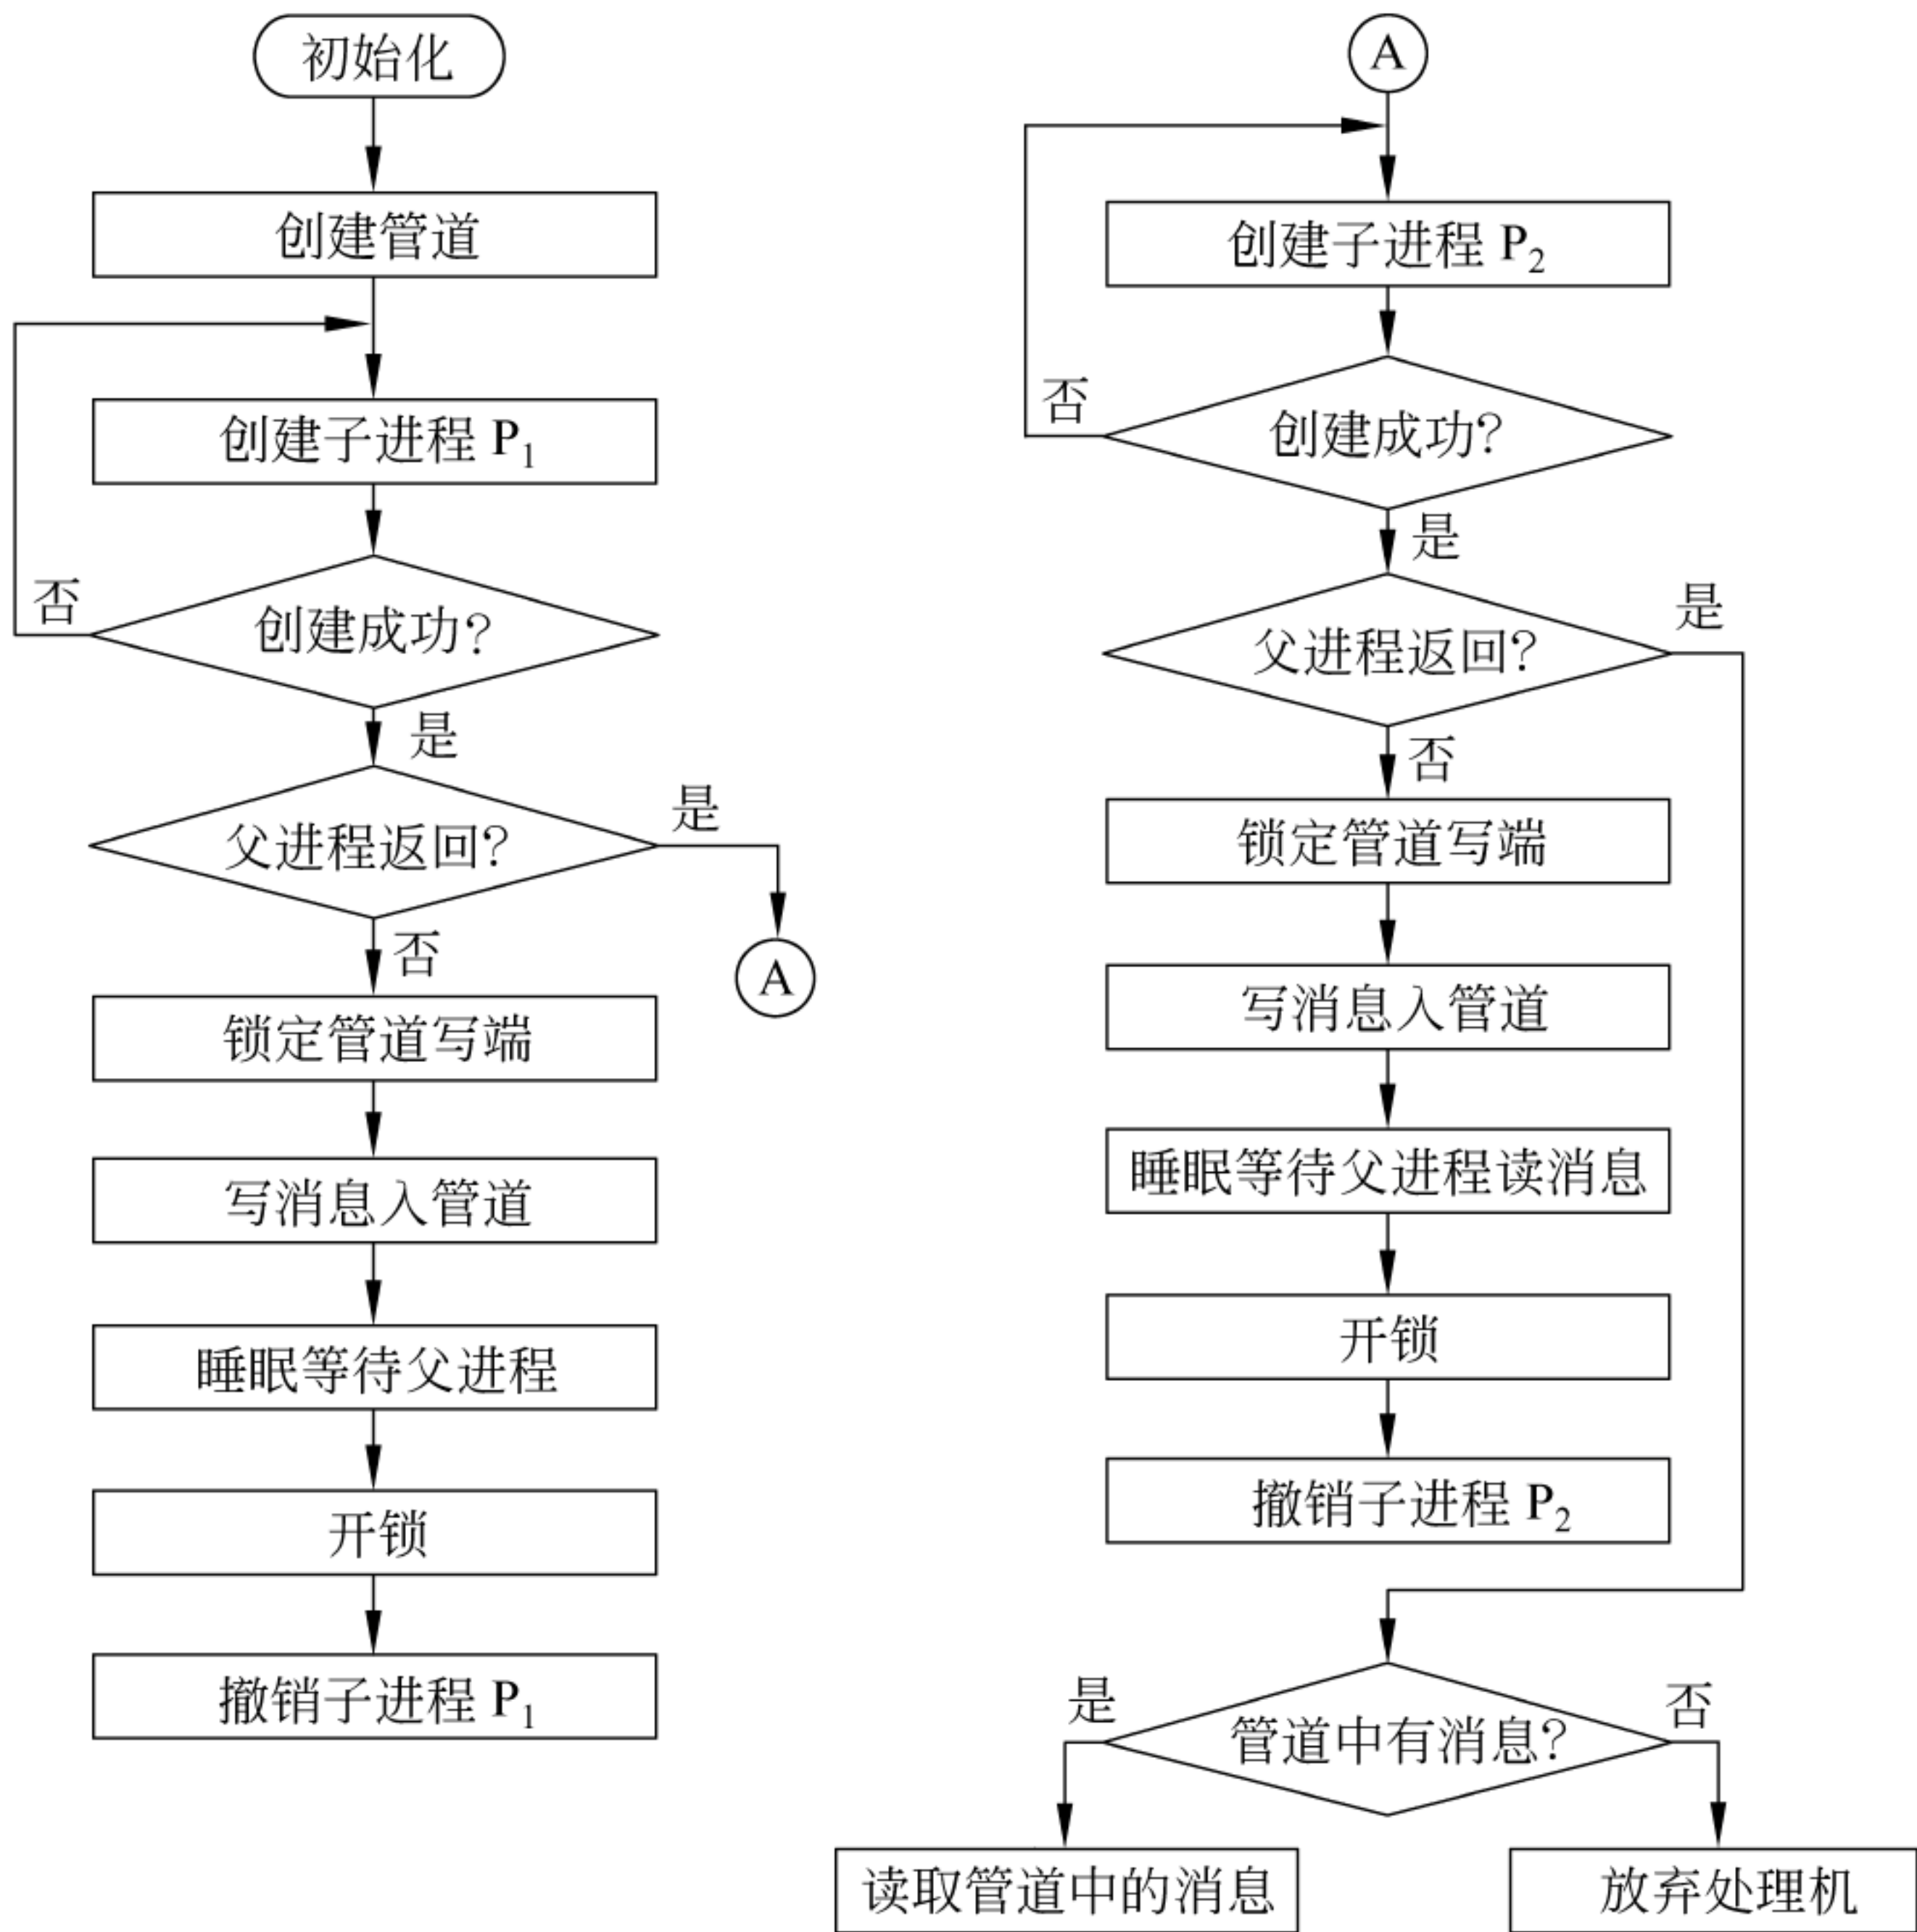 初始化
创建管道
创建子进程 P1
创建成功?
否
是
父进程返回?
是
A
否
锁定管道写端
写消息入管道
睡眠等待父进程
开锁
撤销子进程 P1
A
创建子进程 P2
创建成功?
否
是
父进程返回?
是
否
锁定管道写端
写消息入管道
睡眠等待父进程读消息
开锁
撤销子进程 P2
管道中有消息?
是
否
读取管道中的消息
放弃处理机